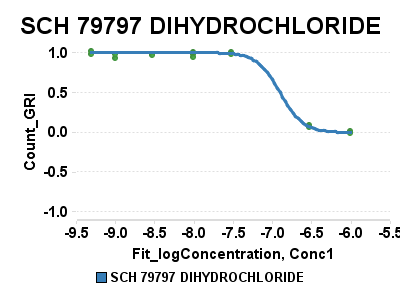 SCH 79797 DIHYDROCHLORIDE
Count_GRI
1.0
0.5
0.0
-0.5
-1.0
-9.5 -9.0 -8.5 -8.0 -7.5 -7.0 -6.5 -6.0 -5.5
Fit_logConcentration, Conc1
SCH 79797 DIHYDROCHLORIDE